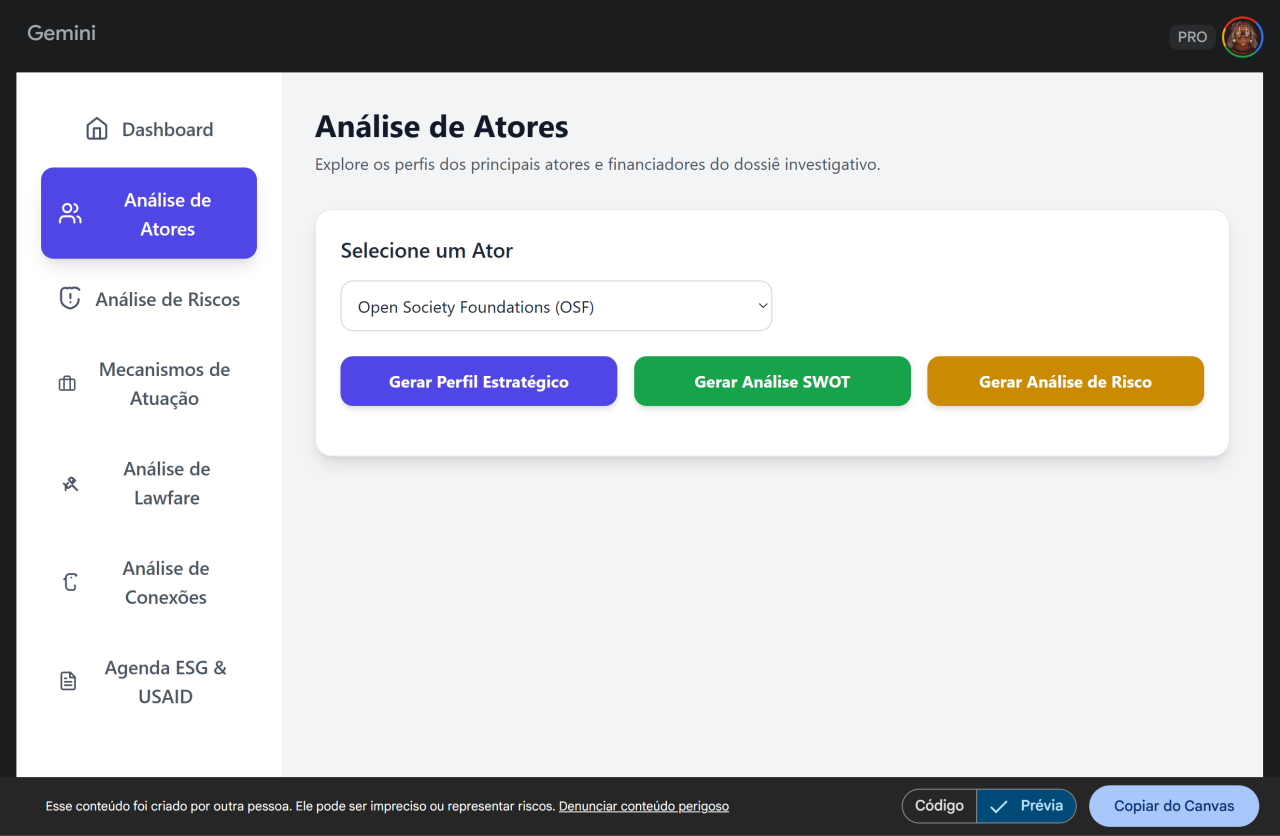 Gemini
PRO
Dashboard
Análise de
Atores
Análise de Riscos
Mecanismos de
Atuação
Análise de
Lawfare
Análise de
Conexões
Agenda ESG &
USAID
Análise de Atores
Explore os perfis dos principais atores e financiadores do dossiê investigativo.
Selecione um Ator
Open Society Foundations (OSF)
Gerar Perfil Estratégico
Gerar Análise SWOT
Gerar Análise de Risco
Esse conteúdo foi criado por outra pessoa. Ele pode ser impreciso ou representar riscos. Denunciar conteúdo perigoso
Código
Prévia
Copiar do Canvas